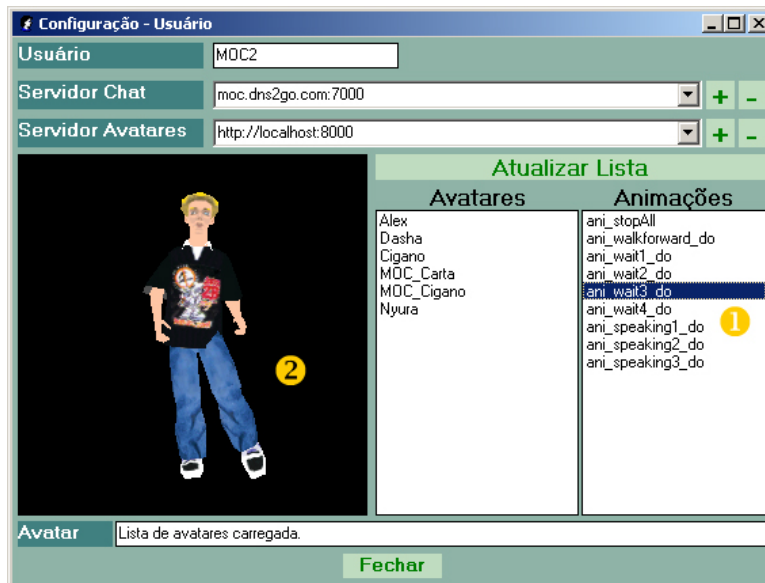 Configuração - Usuário
Usuário MOC2
Servidor Chat moc.dns2go.com:7000 + -
Servidor Avatares http://localhost:8000 + -
Atualizar Lista
Avatares
Alex
Dasha
Cigano
MOC_Carta
MOC_Cigano
Nyura
Animações
ani_stopAll
ani_walkforward_do
ani_wait1_do
ani_wait2_do
ani_wait3_do
ani_wait4_do
ani_speaking1_do
ani_speaking2_do
ani_speaking3_do
1
2
Avatar Lista de avatares carregada.
Fechar